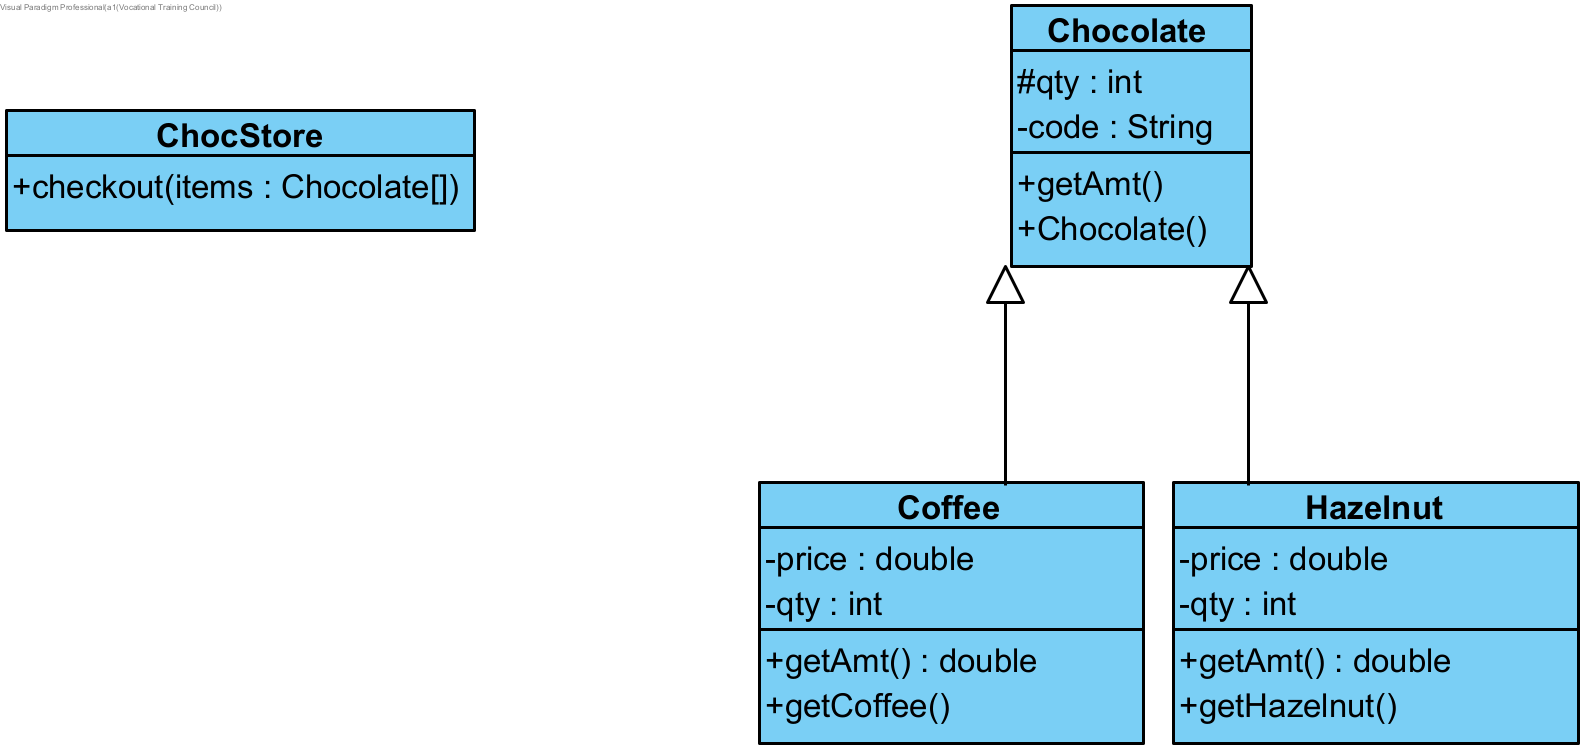 Visual Paradigm Professional(a1(Vocational Training Council))
Chocolate
#qty : int
-code : String
+getAmt()
+Chocolate()
ChocStore
+checkout(items : Chocolate[])
Coffee
-price : double
-qty : int
+getAmt() : double
+getCoffee()
Hazelnut
-price : double
-qty : int
+getAmt() : double
+getHazelnut()